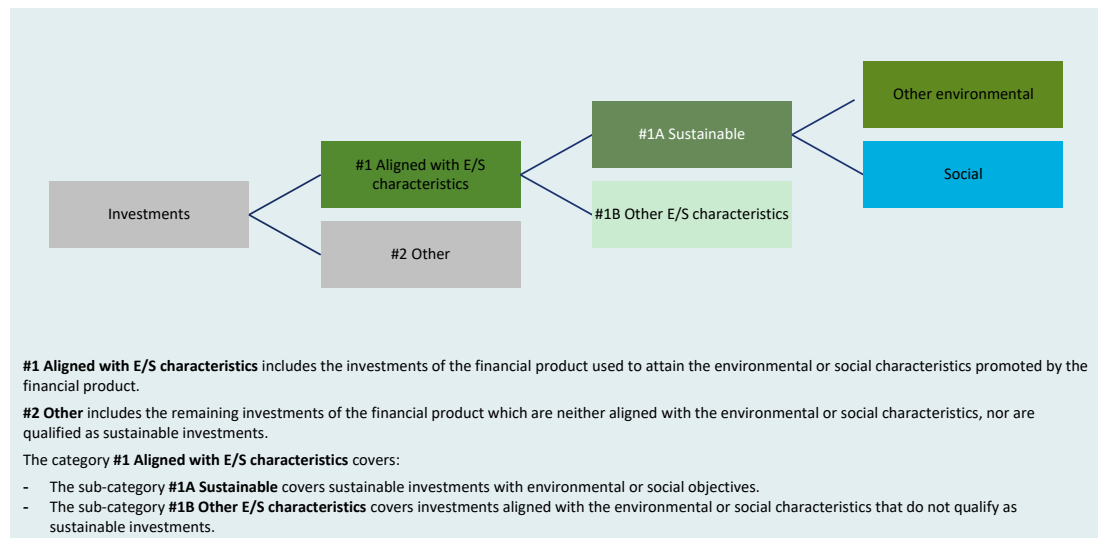 Other environmental
#1A Sustainable
#1 Aligned with E/S
characteristics
Social
Investments
#1B Other E/S characteristics
#2 Other
#1 Aligned with E/S characteristics includes the investments of the financial product used to attain the environmental or social characteristics promoted by the
financial product.
#2 Other includes the remaining investments of the financial product which are neither aligned with the environmental or social characteristics, nor are
qualified as sustainable investments.
The category #1 Aligned with E/S characteristics covers:
- The sub-category #1A Sustainable covers sustainable investments with environmental or social objectives.
- The sub-category #1B Other E/S characteristics covers investments aligned with the environmental or social characteristics that do not qualify as
sustainable investments.